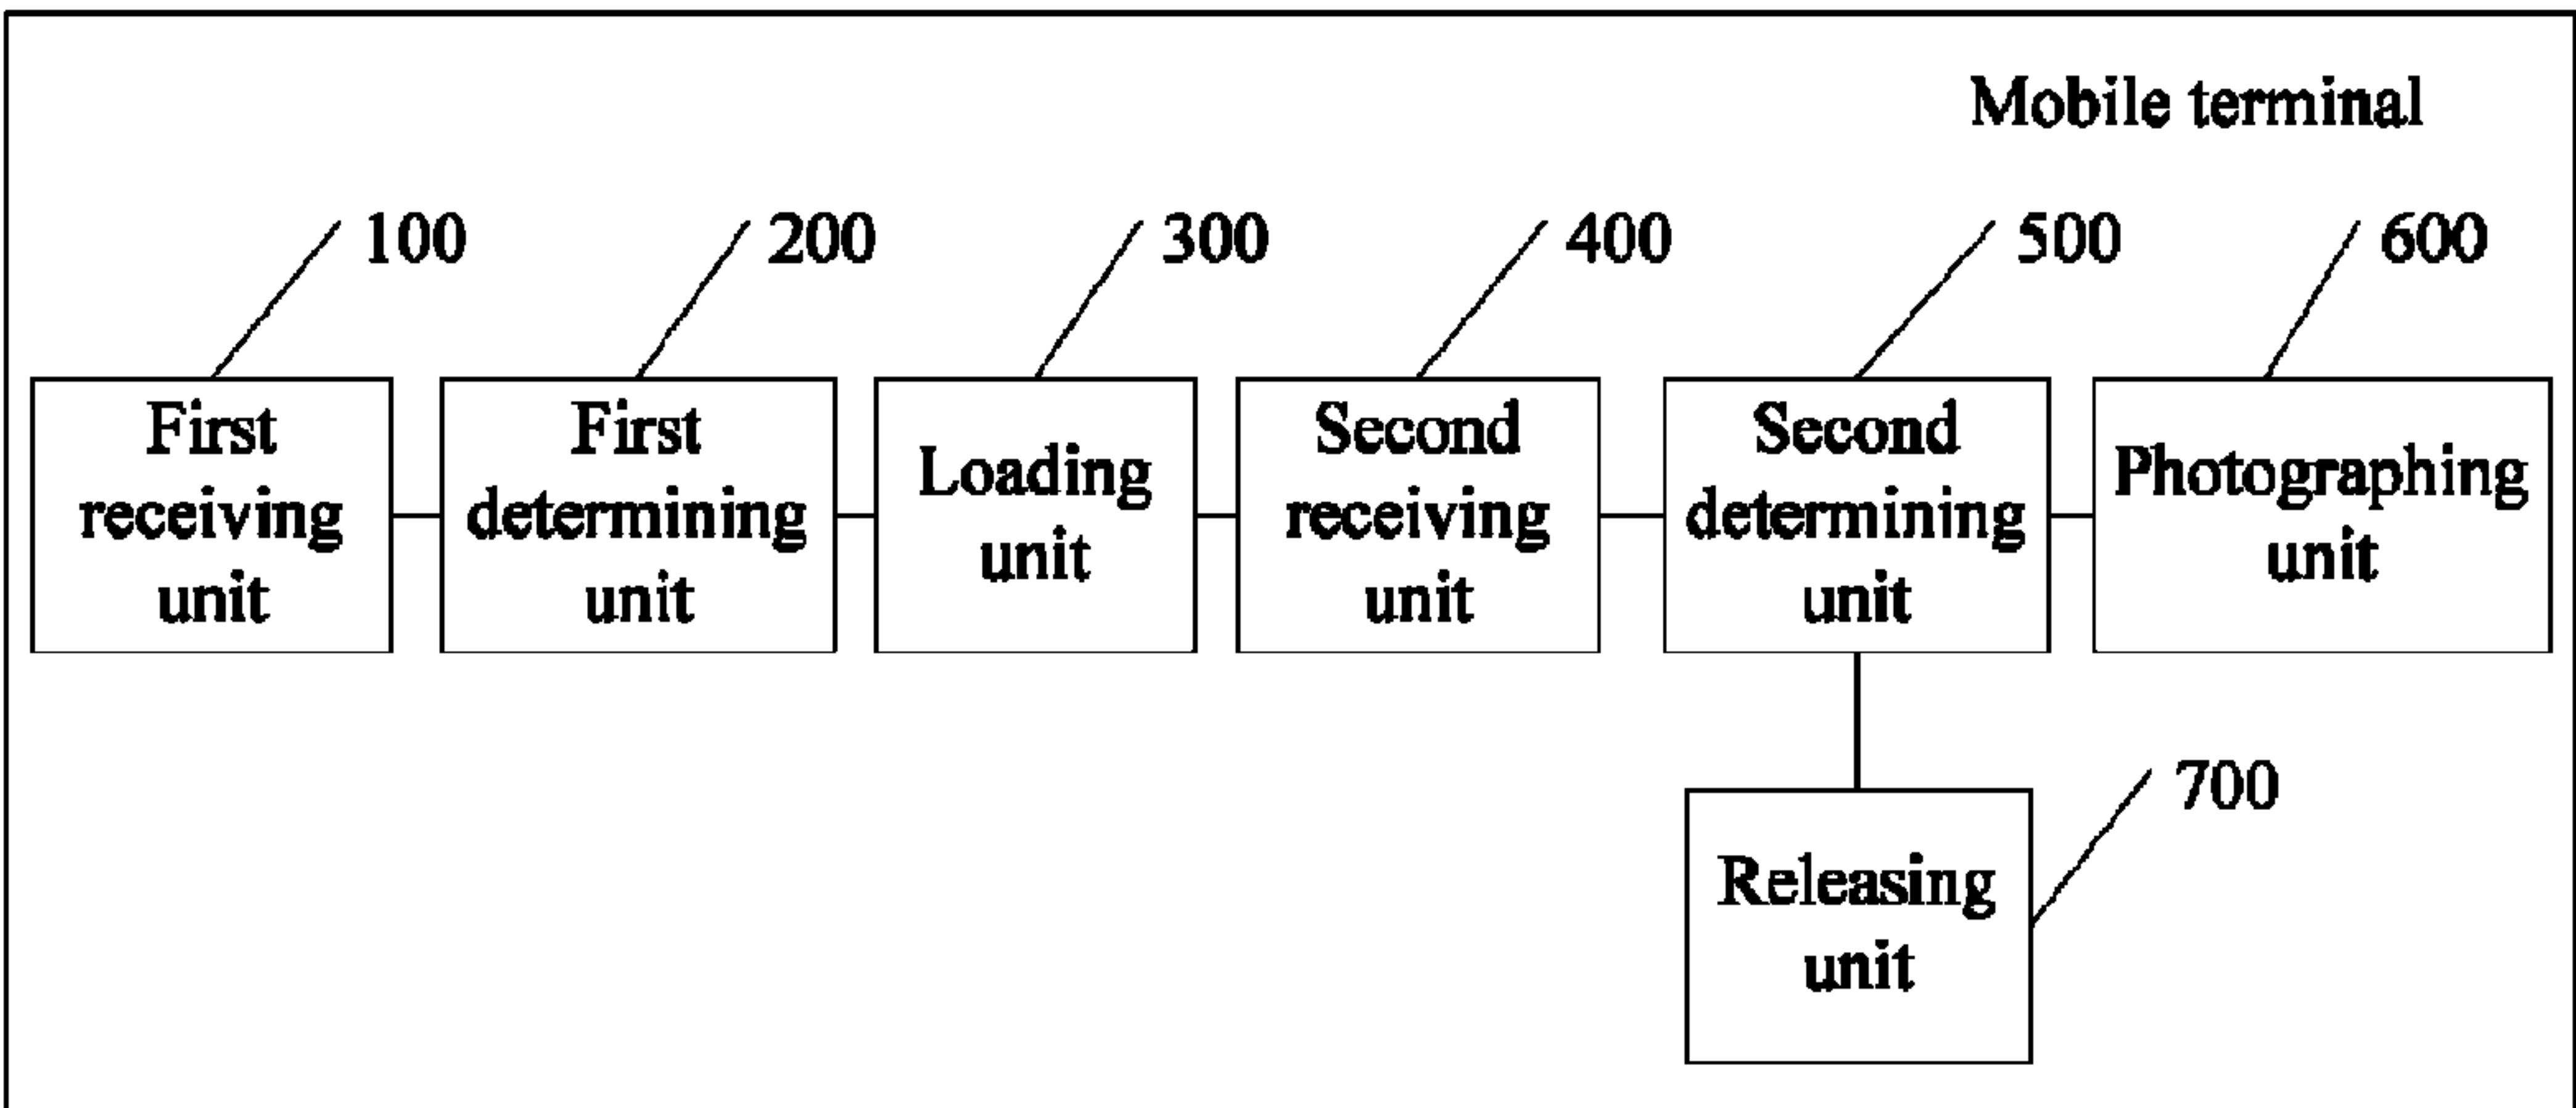 Mobile terminal
100
200
300
400
500
600
First
receiving
unit
First
determining
unit
Loading
unit
Second
receiving
unit
Second
determining
unit
Photographing
unit
700
Releasing
unit